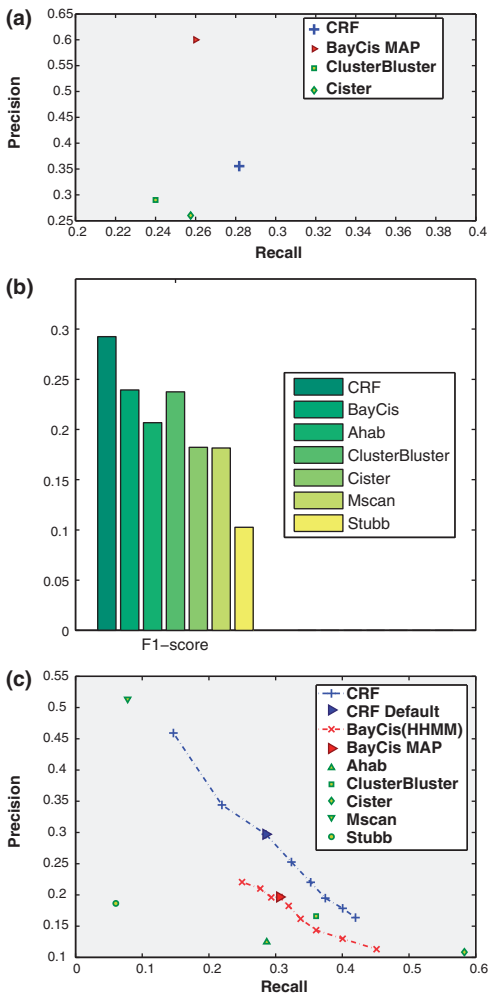 (a)
0.65
0.6
0.55
0.5
0.45
0.4
0.35
0.3
0.25
Precision
0.2 0.22 0.24 0.26 0.28 0.3 0.32 0.34 0.36 0.38 0.4
Recall
CRF
BayCis MAP
ClusterBluster
Cister
(b)
0.3
0.25
0.2
0.15
0.1
0.05
0
F1-score
CRF
BayCis
Ahab
ClusterBluster
Cister
Mscan
Stubb
(c)
0.55
0.5
0.45
0.4
0.35
0.3
0.25
0.2
0.15
0.1
Precision
0 0.1 0.2 0.3 0.4 0.5 0.6
Recall
CRF
CRF Default
BayCis(HHMM)
BayCis MAP
Ahab
ClusterBluster
Cister
Mscan
Stubb